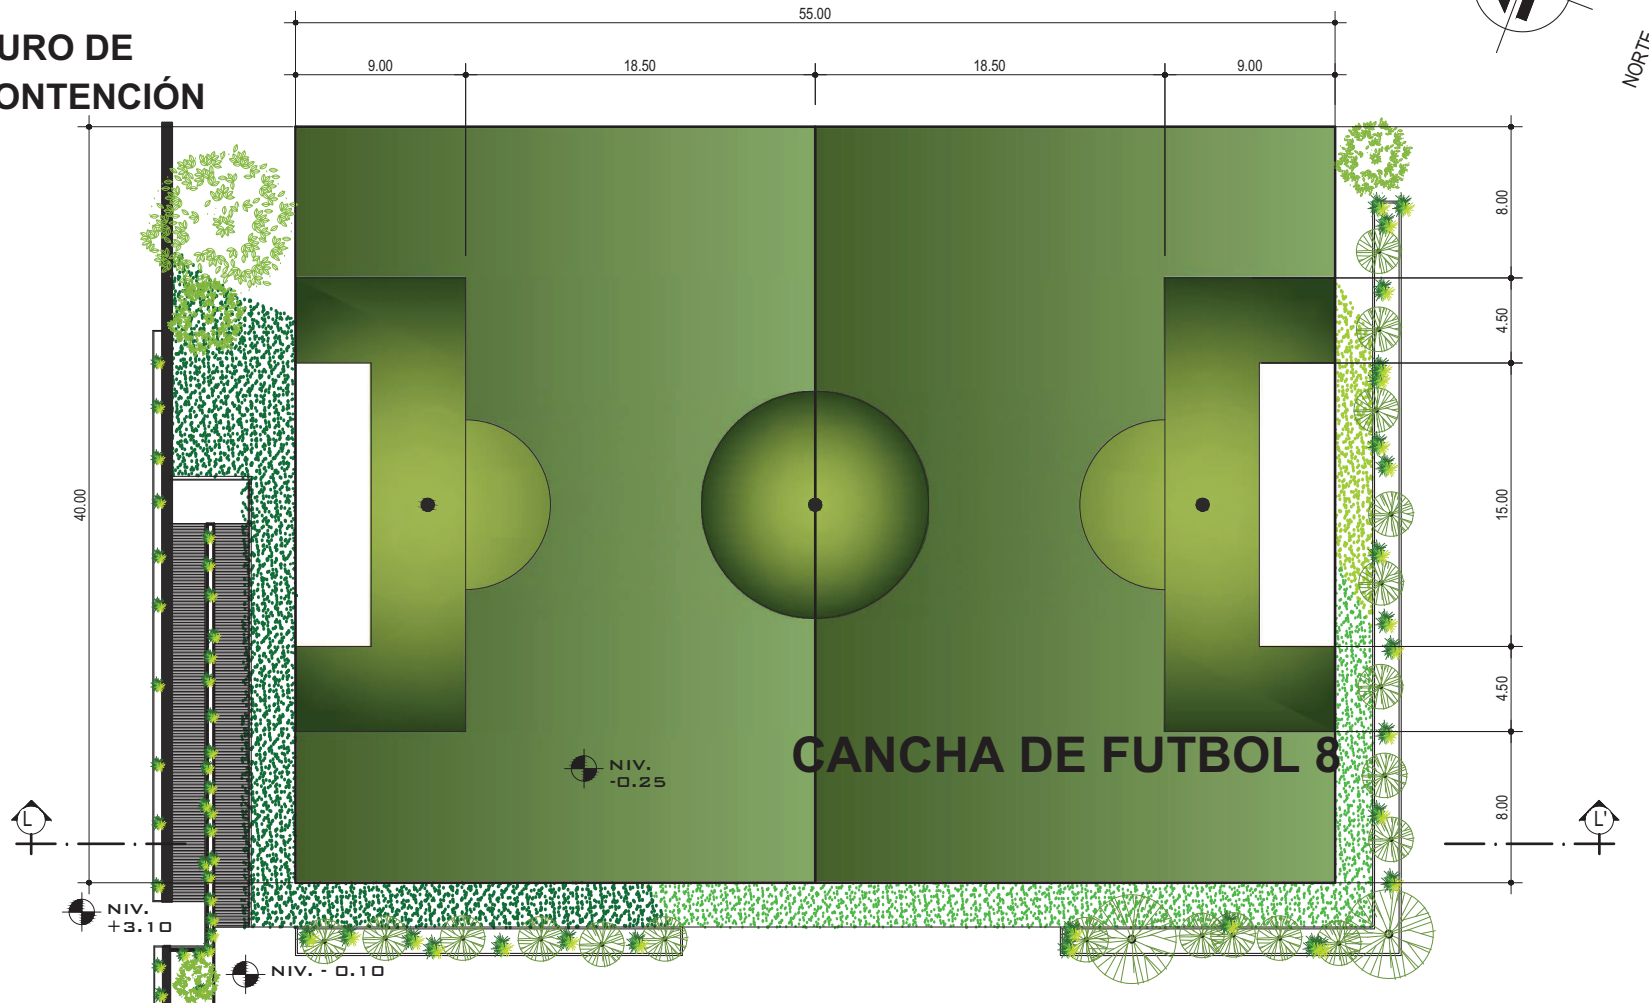 55.00
URO DE
ONTENCIÓN
9.00
18.50
18.50
9.00
NORTE
8.00
4.50
40.00
15.00
4.50
CANCHA DE FUTBOL 8
NIV.
-0.25
8.00
L
L'
NIV.
+3.10
NIV. - 0.10